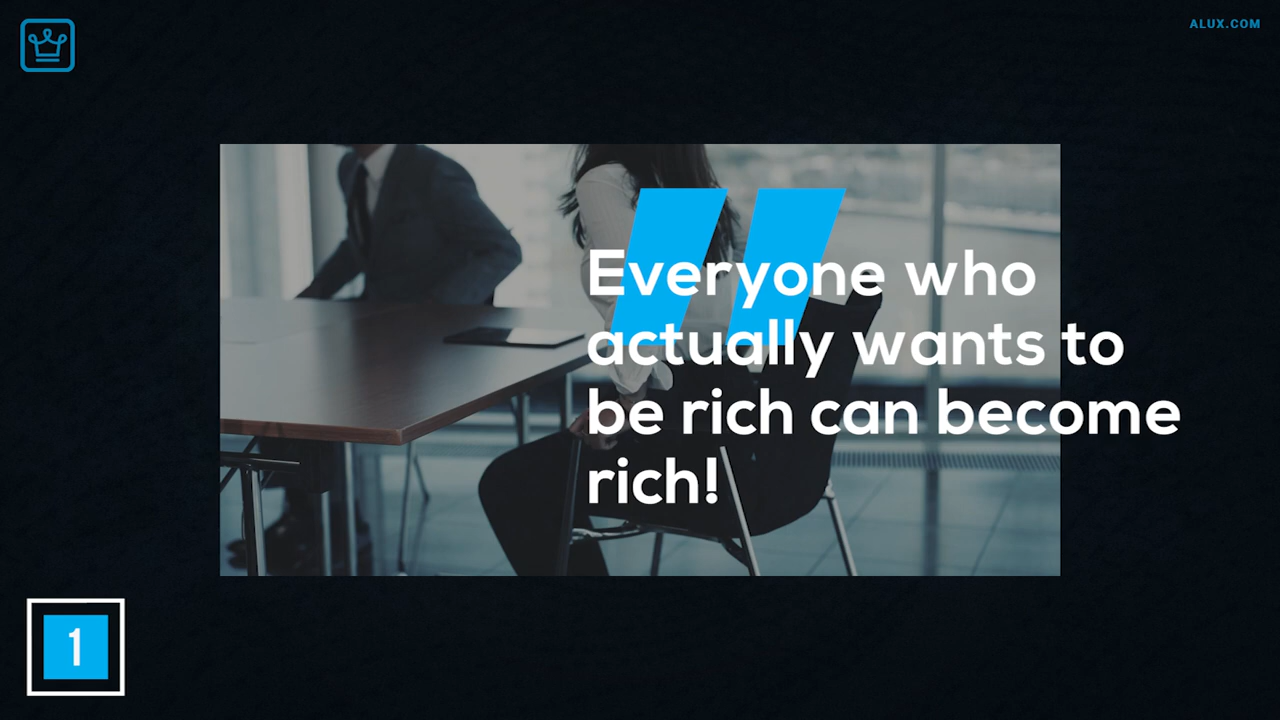 ALUX.COM
Everyone who
actually wants to
be rich can become
rich!
1